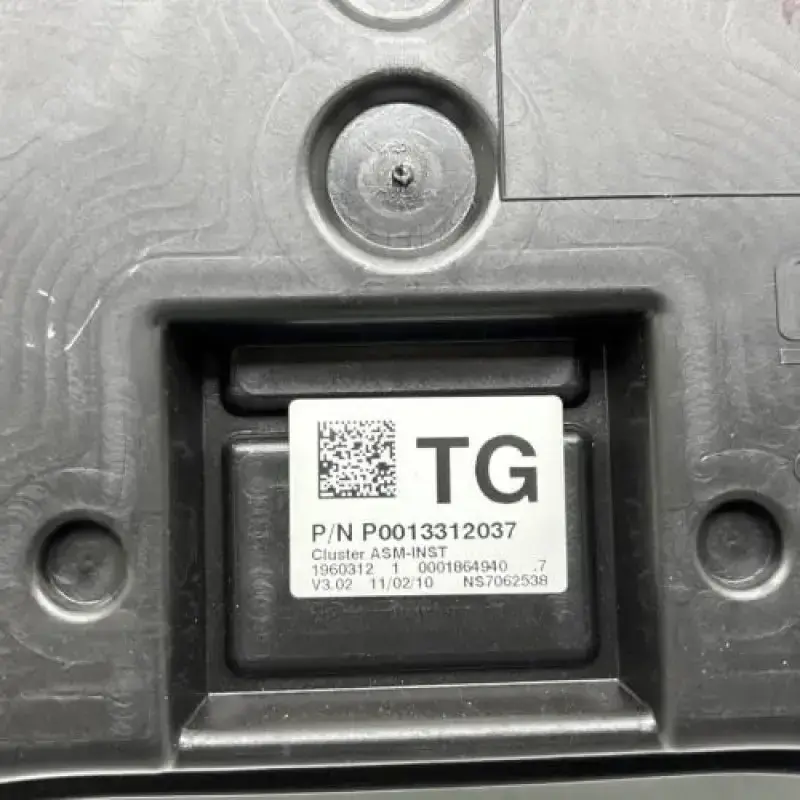 TG
P/N P0013312037
Cluster ASM-INST
1960312 1 0001864940 .7
V3.02 11/02/10 NS7062538